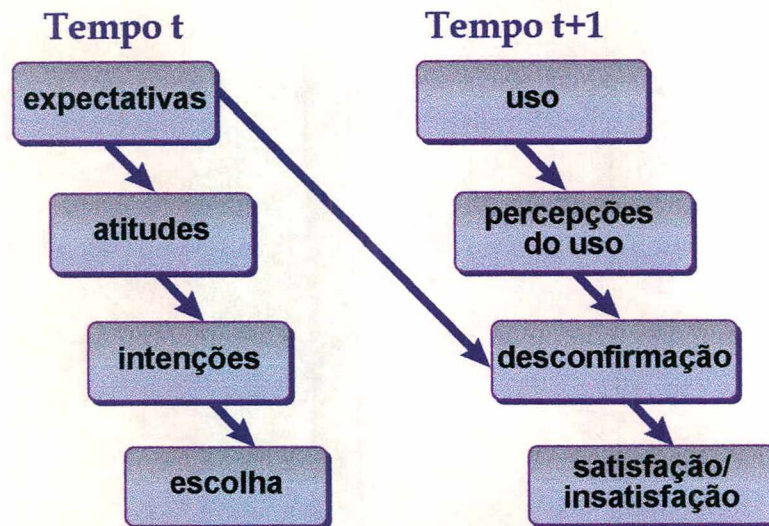 Tempo t
expectativas
atitudes
intenções
escolha
Tempo t+1
uso
percepções
do uso
desconfirmação
satisfação/
insatisfação